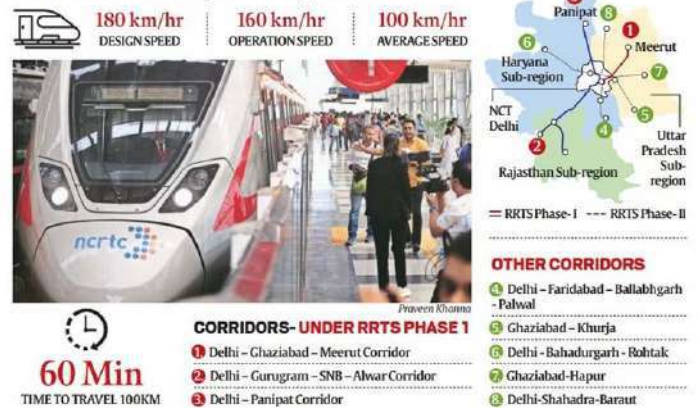 180 km/hr
DESIGN SPEED
160 km/hr
OPERATION SPEED
100 km/hr
AVERAGE SPEED
Panipat
8
1
Meerut
6
Haryana
Sub-region
7
NCT
Delhi
5
4
2
Uttar
Pradesh
Sub-
region
Rajasthan Sub-region
RRTS Phase-I
RRTS Phase-II
ncrtc
Praveen Khanna
60 Min
TIME TO TRAVEL 100KM
CORRIDORS- UNDER RRTS PHASE 1
1 Delhi – Ghaziabad – Meerut Corridor
2 Delhi – Gurugram – SNB – Alwar Corridor
3 Delhi – Panipat Corridor
OTHER CORRIDORS
4 Delhi – Faridabad – Ballabhgarh
- Palwal
5 Ghaziabad – Khurja
6 Delhi - Bahadurgarh - Rohtak
7 Ghaziabad-Hapur
8 Delhi-Shahadra-Baraut